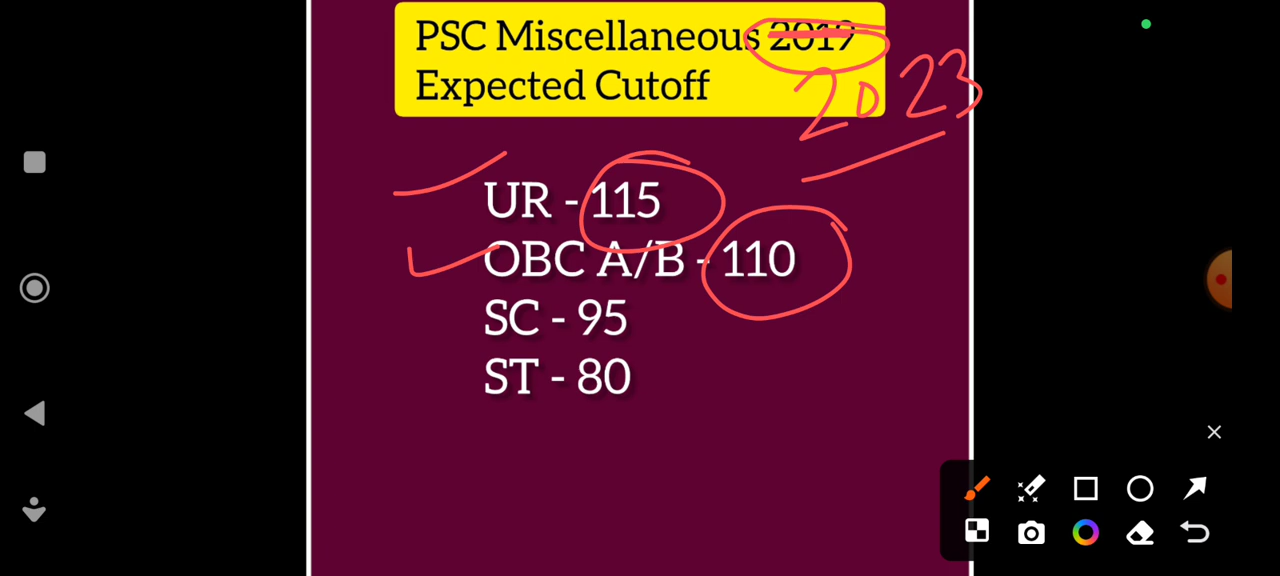 PSC Miscellaneous 2019
Expected Cutoff
2023
UR - 115
OBC A/B - 110
SC - 95
ST - 80